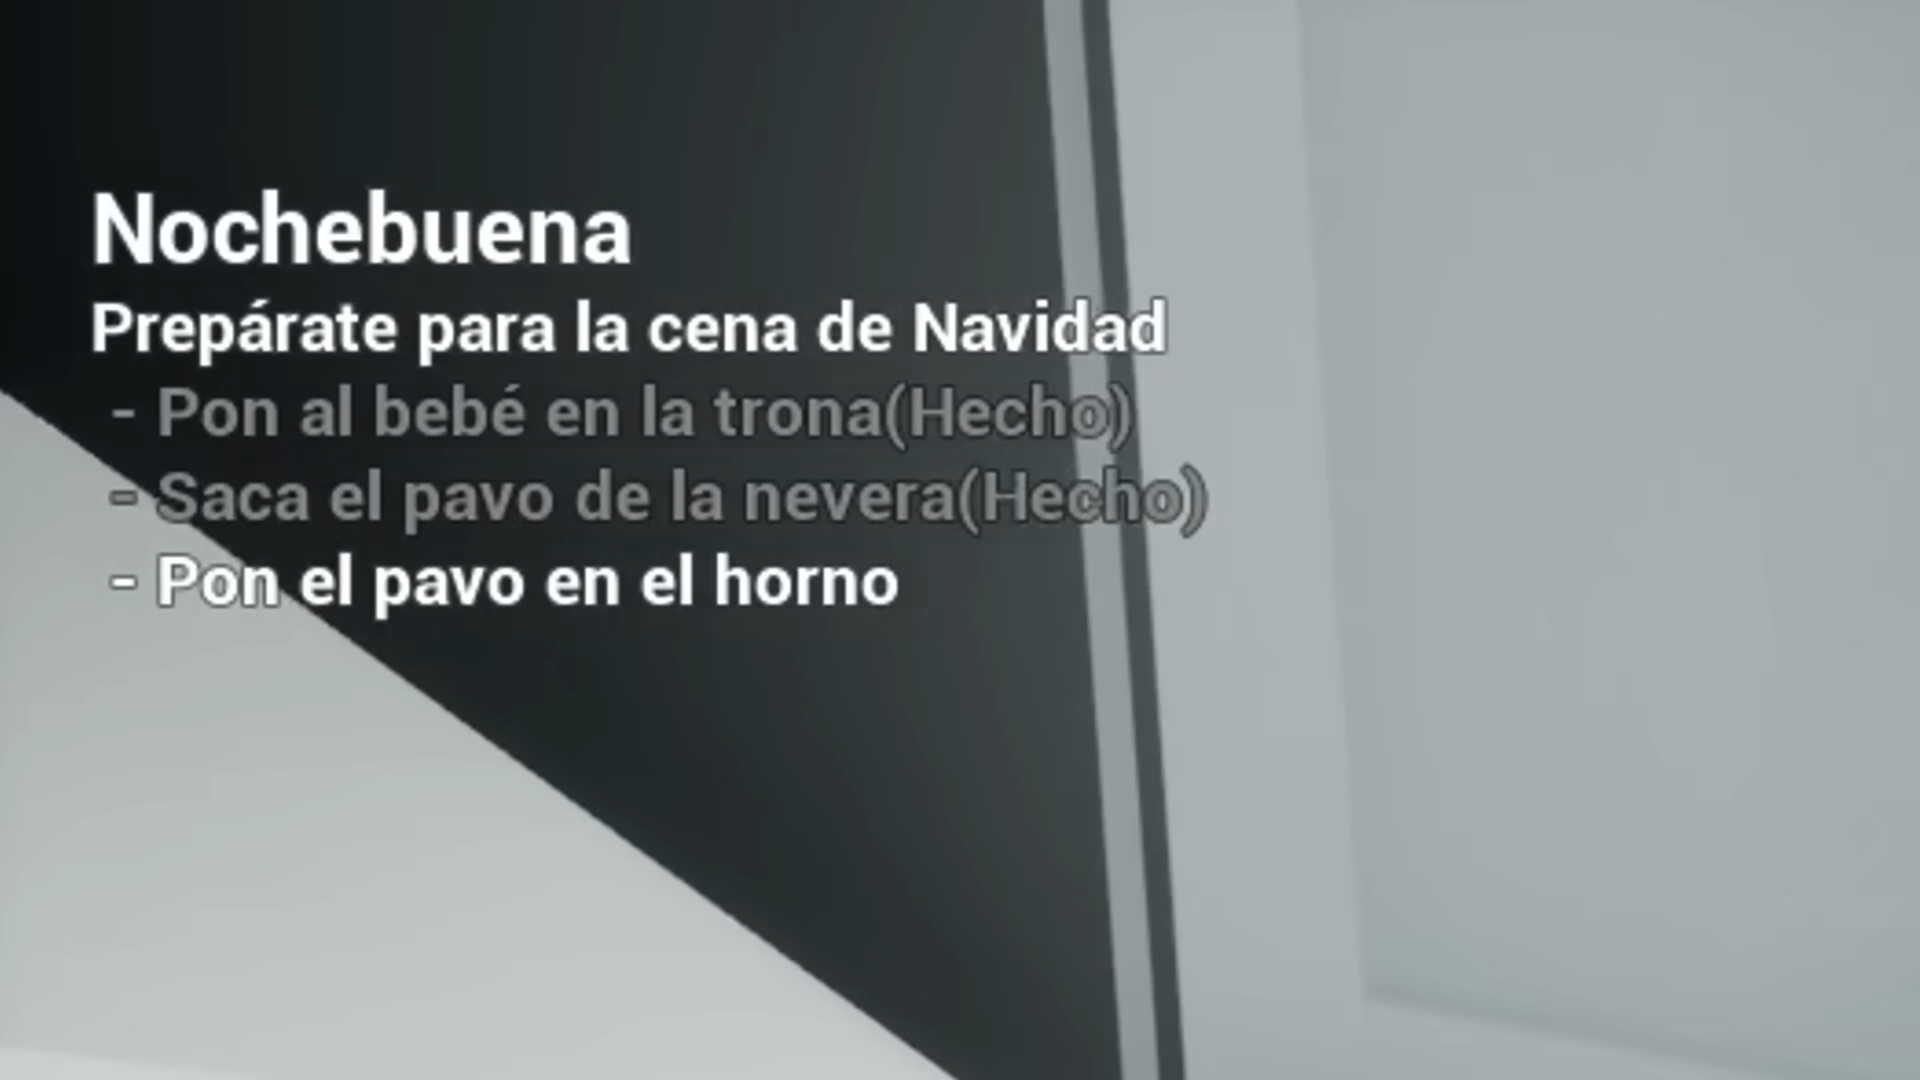 Nochebuena
Prepárate para la cena de Navidad
- Pon al bebé en la trona(Hecho)
- Saca el pavo de la nevera(Hecho)
- Pon el pavo en el horno